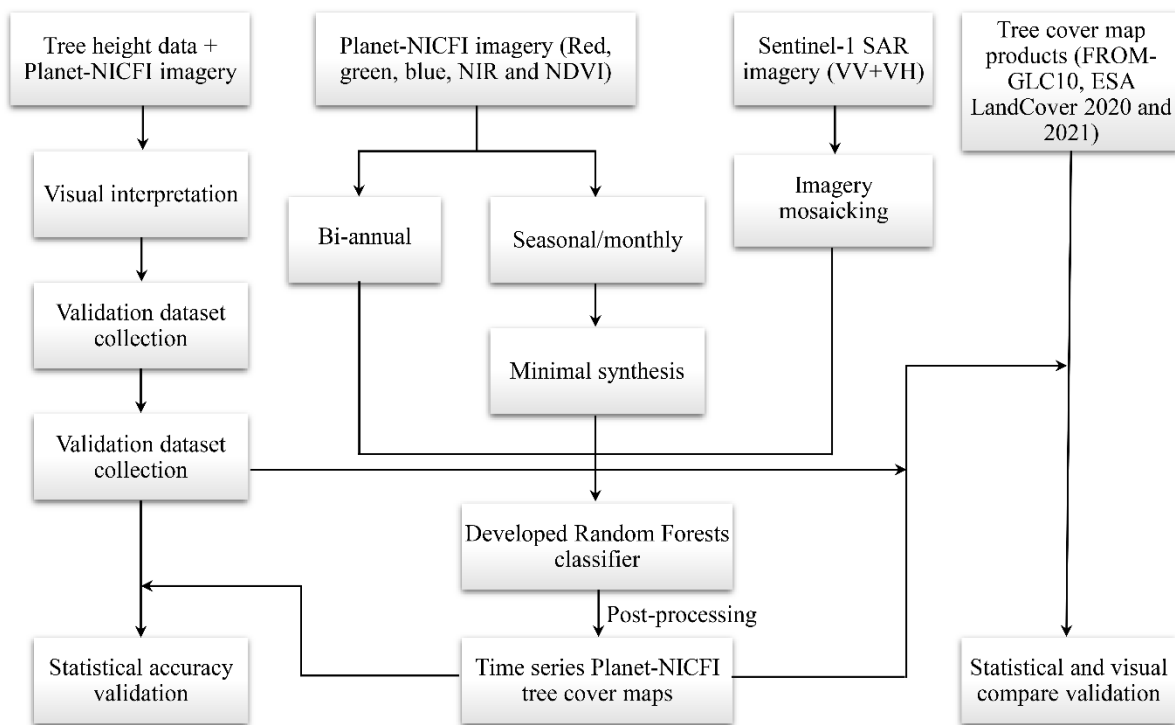 Tree height data +
Planet-NICFI imagery
Planet-NICFI imagery (Red,
green, blue, NIR and NDVI)
Sentinel-1 SAR
imagery (VV+VH)
Tree cover map
products (FROM-
GLC10, ESA
LandCover 2020 and
2021)
Visual interpretation
Bi-annual
Seasonal/monthly
Imagery
mosaicking
Validation dataset
collection
Minimal synthesis
Validation dataset
collection
Developed Random Forests
classifier
Post-processing
Statistical accuracy
validation
Time series Planet-NICFI
tree cover maps
Statistical and visual
compare validation